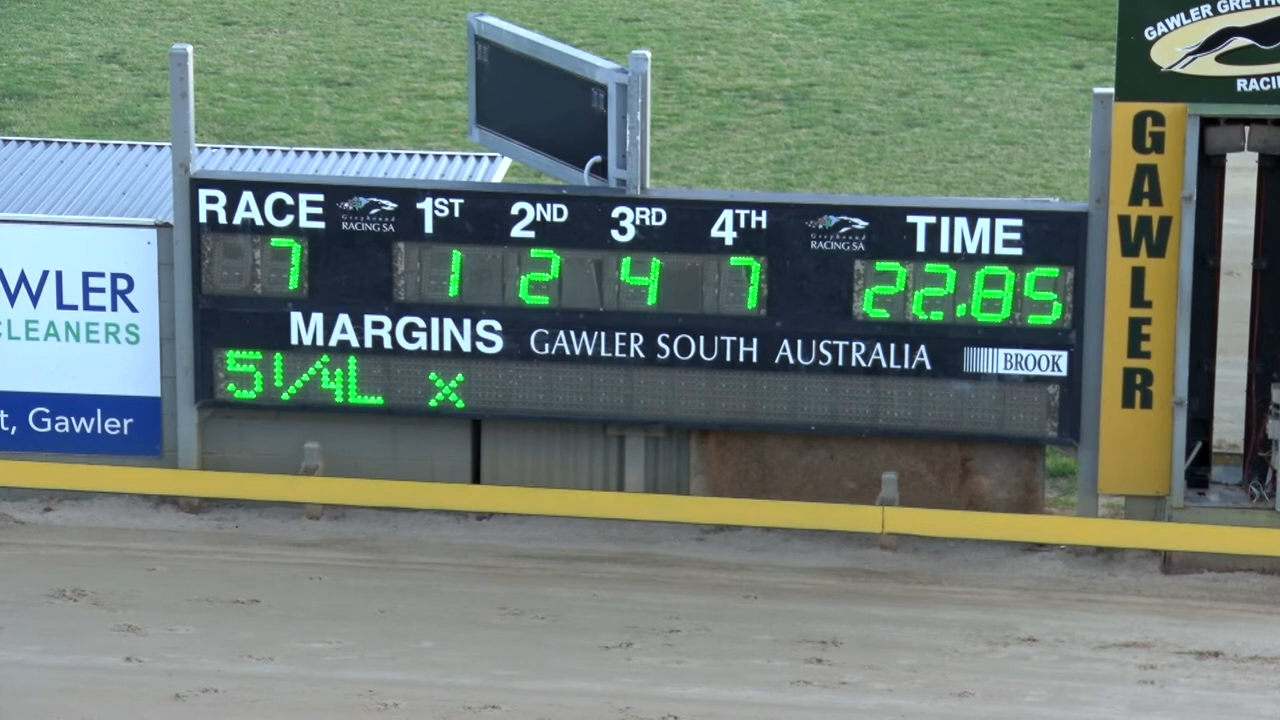 GAWLER GREYHO
RACI
GAWLER
RACE 1ST 2ND 3RD 4TH TIME
Greyhound
RACING SA
Greyhound
RACING SA
7 1 2 4 7 22.85
MARGINS GAWLER SOUTH AUSTRALIA BROOK
5 1/4L X
WLER
CLEANERS
t, Gawler